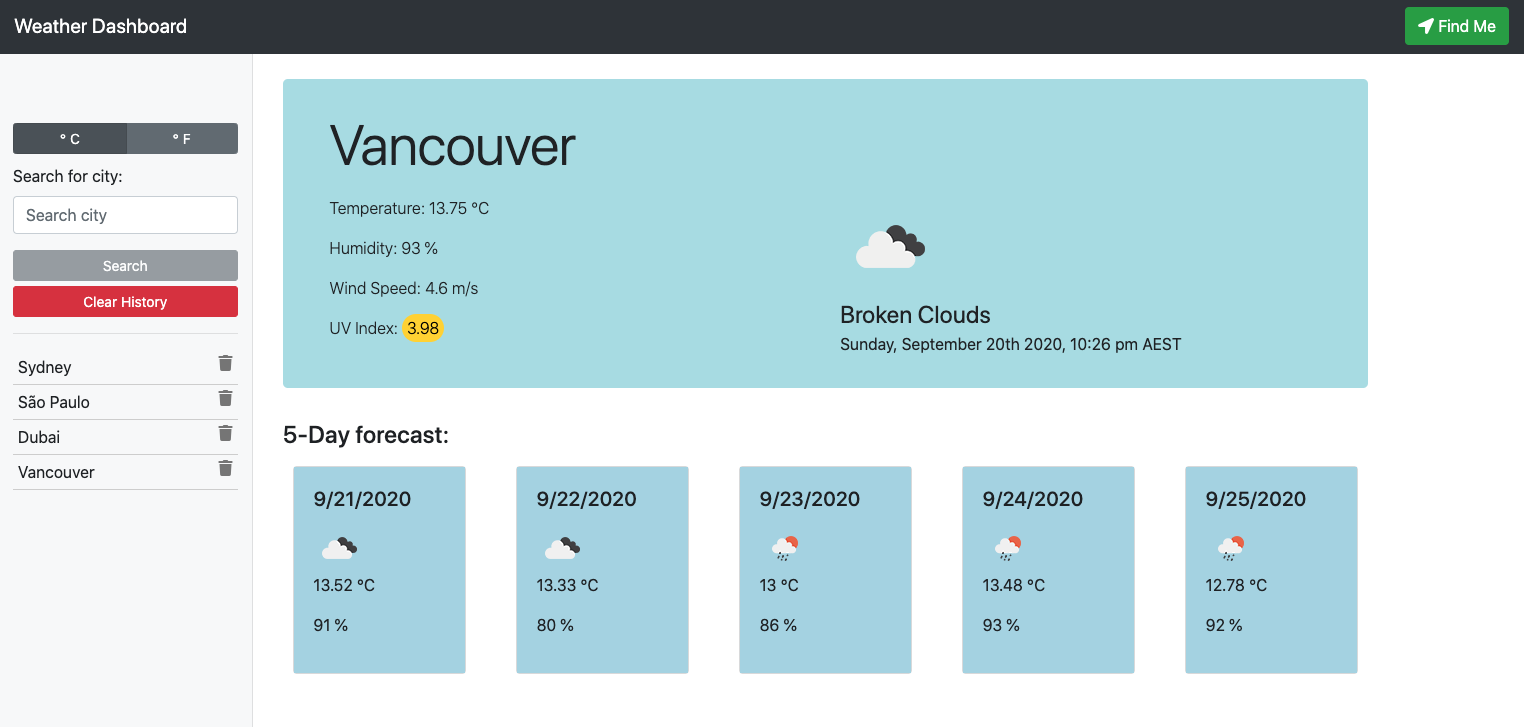 Weather Dashboard
Find Me
° C
° F
Search for city:
Search city
Search
Clear History
Sydney
São Paulo
Dubai
Vancouver
Vancouver
Temperature: 13.75 °C
Humidity: 93 %
Wind Speed: 4.6 m/s
UV Index: 3.98
Broken Clouds
Sunday, September 20th 2020, 10:26 pm AEST
5-Day forecast:
9/21/2020
13.52 °C
91 %
9/22/2020
13.33 °C
80 %
9/23/2020
13 °C
86 %
9/24/2020
13.48 °C
93 %
9/25/2020
12.78 °C
92 %